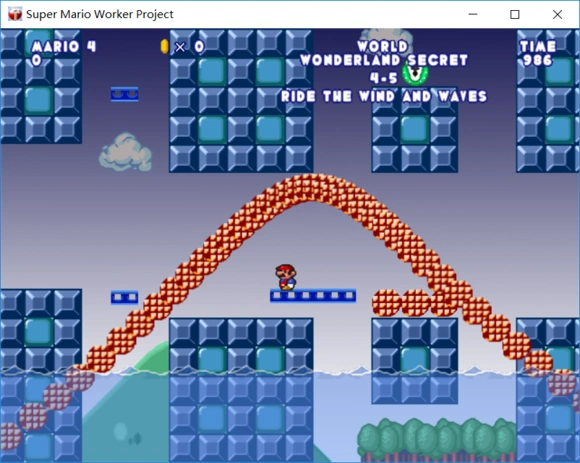 Super Mario Worker Project
MARIO 4
0
× 0
WORLD
WONDERLAND SECRET
4-5
RIDE THE WIND AND WAVES
TIME
986